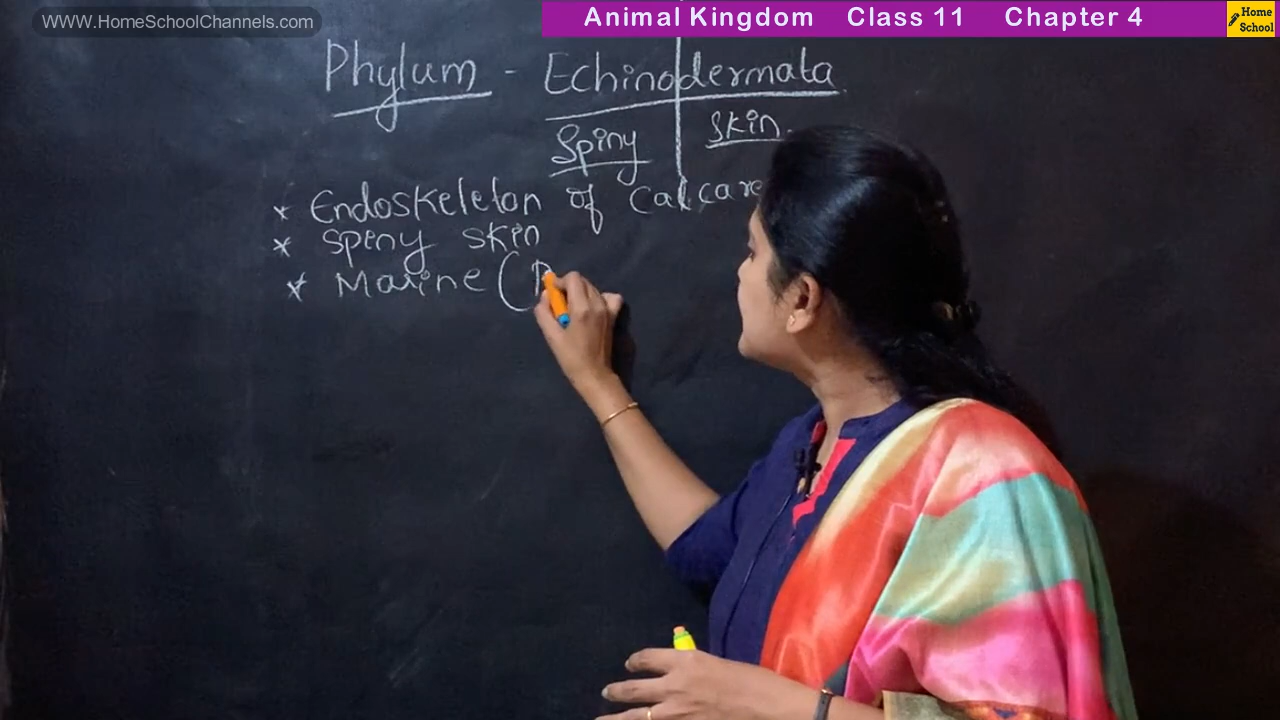 WWW.HomeSchoolChannels.com
Animal Kingdom Class 11 Chapter 4
Home School
Phylum - Echinodermata
Spiny Skin
* Endoskeleton of Calcare
* Spiny skin
* Marine (